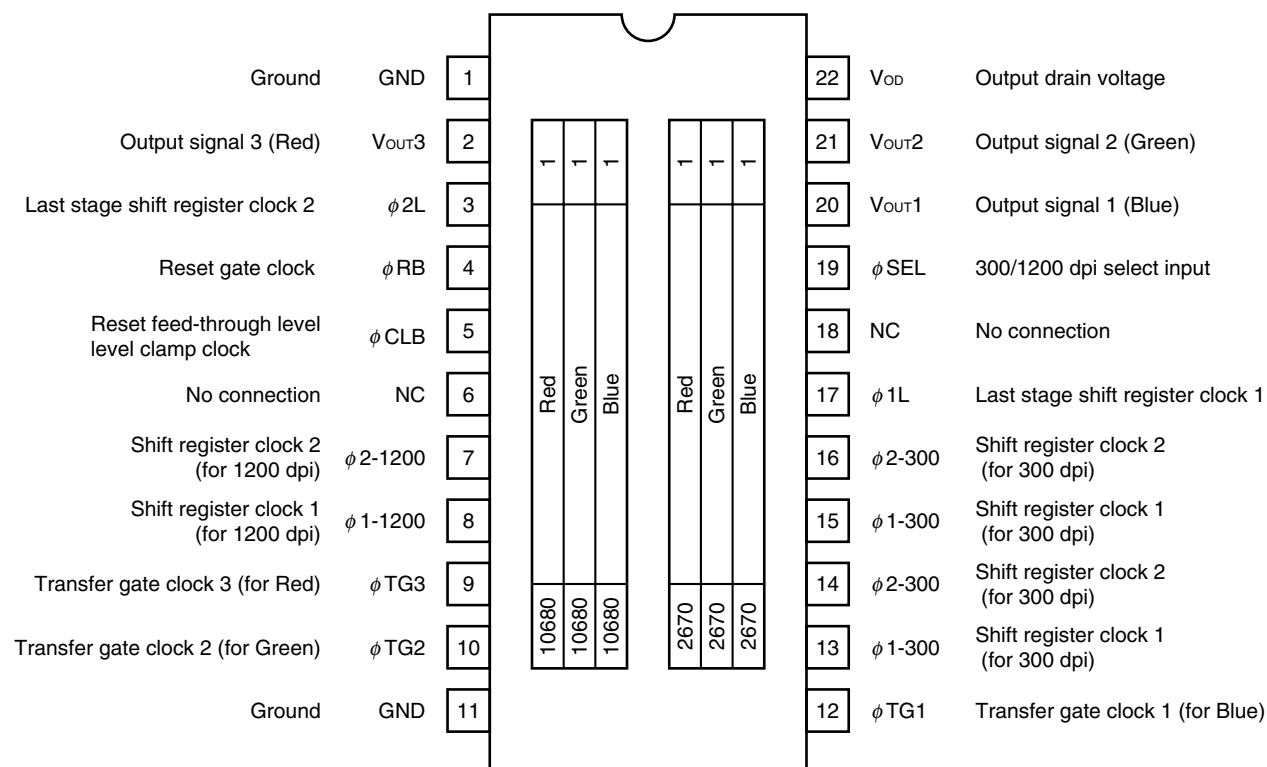 Ground GND 1
Output signal 3 (Red) VOUT3 2
Last stage shift register clock 2 φ2L 3
Reset gate clock φRB 4
Reset feed-through level
level clamp clock φCLB 5
No connection NC 6
Shift register clock 2
(for 1200 dpi) φ2-1200 7
Shift register clock 1
(for 1200 dpi) φ1-1200 8
Transfer gate clock 3 (for Red) φTG3 9
Transfer gate clock 2 (for Green) φTG2 10
Ground GND 11
1 1 1
Red Green Blue
10680 10680 10680
1 1 1
Red Green Blue
2670 2670 2670
22 VOD Output drain voltage
21 VOUT2 Output signal 2 (Green)
20 VOUT1 Output signal 1 (Blue)
19 φSEL 300/1200 dpi select input
18 NC No connection
17 φ1L Last stage shift register clock 1
16 φ2-300 Shift register clock 2
(for 300 dpi)
15 φ1-300 Shift register clock 1
(for 300 dpi)
14 φ2-300 Shift register clock 2
(for 300 dpi)
13 φ1-300 Shift register clock 1
(for 300 dpi)
12 φTG1 Transfer gate clock 1 (for Blue)